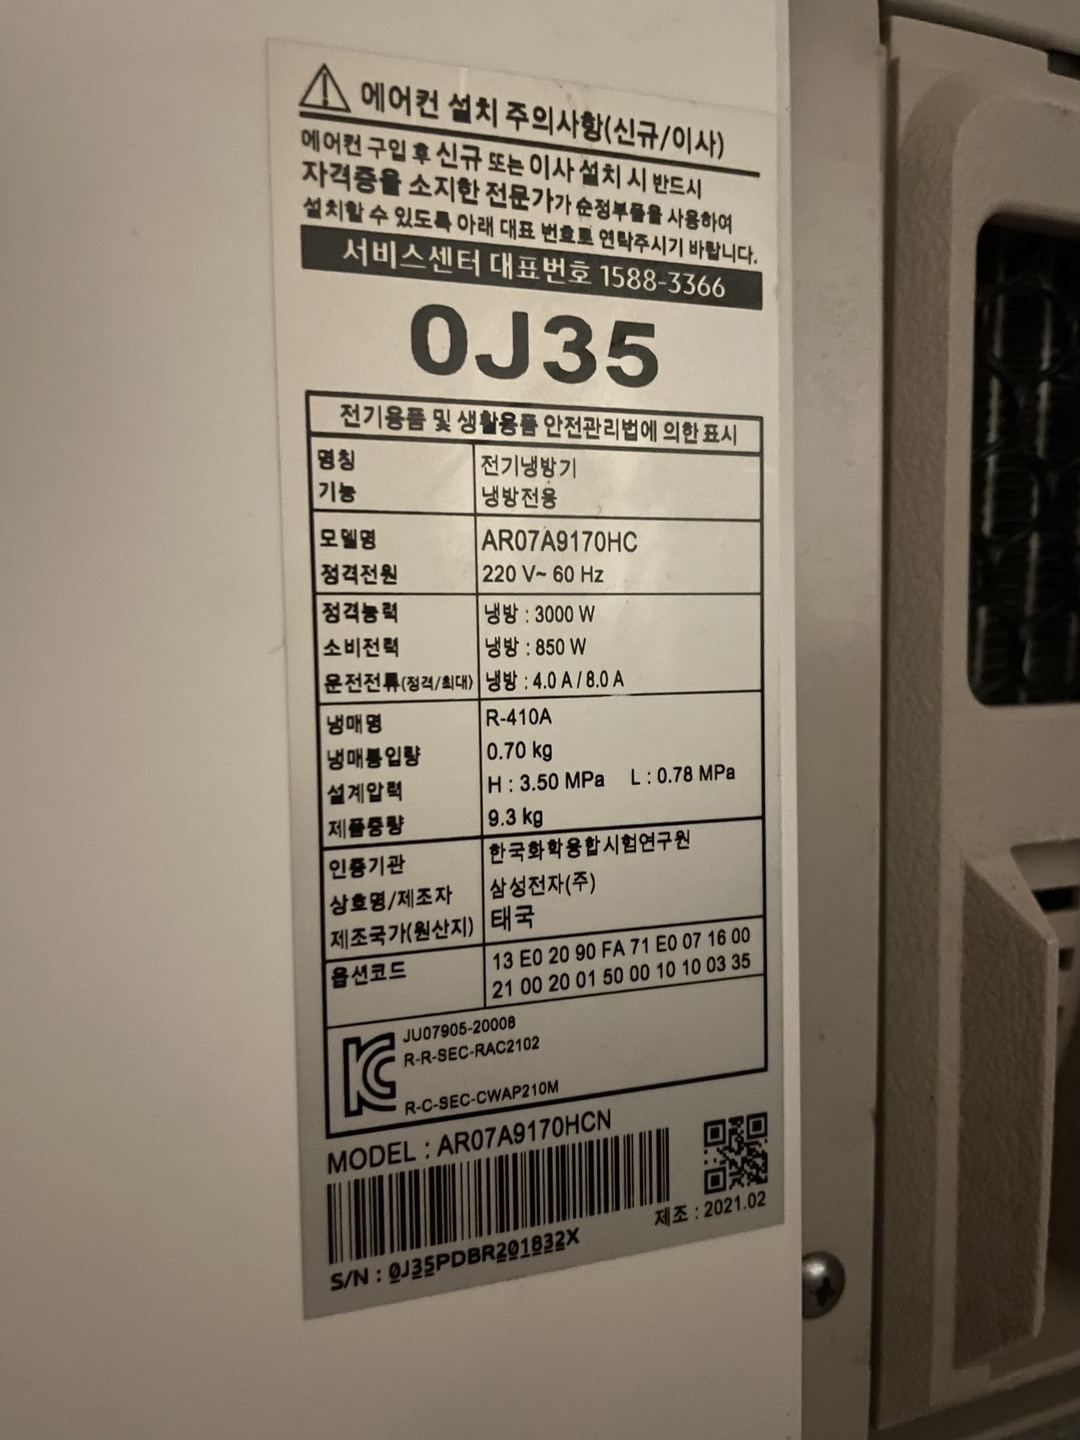 에어컨 설치 주의사항(신규/이사)
에어컨 구입 후 신규 또는 이사 설치 시 반드시
자격증을 소지한 전문가가 순정부품을 사용하여
설치할 수 있도록 아래 대표 번호로 연락주시기 바랍니다.
서비스센터 대표번호 1588-3366
0J35
전기용품 및 생활용품 안전관리법에 의한 표시
명칭 전기냉방기
기능 냉방전용
모델명 AR07A9170HC
정격전원 220 V~ 60 Hz
정격능력 냉방 : 3000 W
소비전력 냉방 : 850 W
운전전류(정격/최대) 냉방 : 4.0 A / 8.0 A
냉매명 R-410A
냉매봉입량 0.70 kg
설계압력 H : 3.50 MPa L : 0.78 MPa
제품중량 9.3 kg
인증기관 한국화학융합시험연구원
상호명/제조자 삼성전자(주)
제조국가(원산지) 태국
옵션코드 13 E0 20 90 FA 71 E0 07 16 00
21 00 20 01 50 00 10 10 03 35
JU07905-20008
R-R-SEC-RAC2102
R-C-SEC-CWAP210M
MODEL : AR07A9170HCN
제조 : 2021.02
S/N : 0J35PDBR201832X